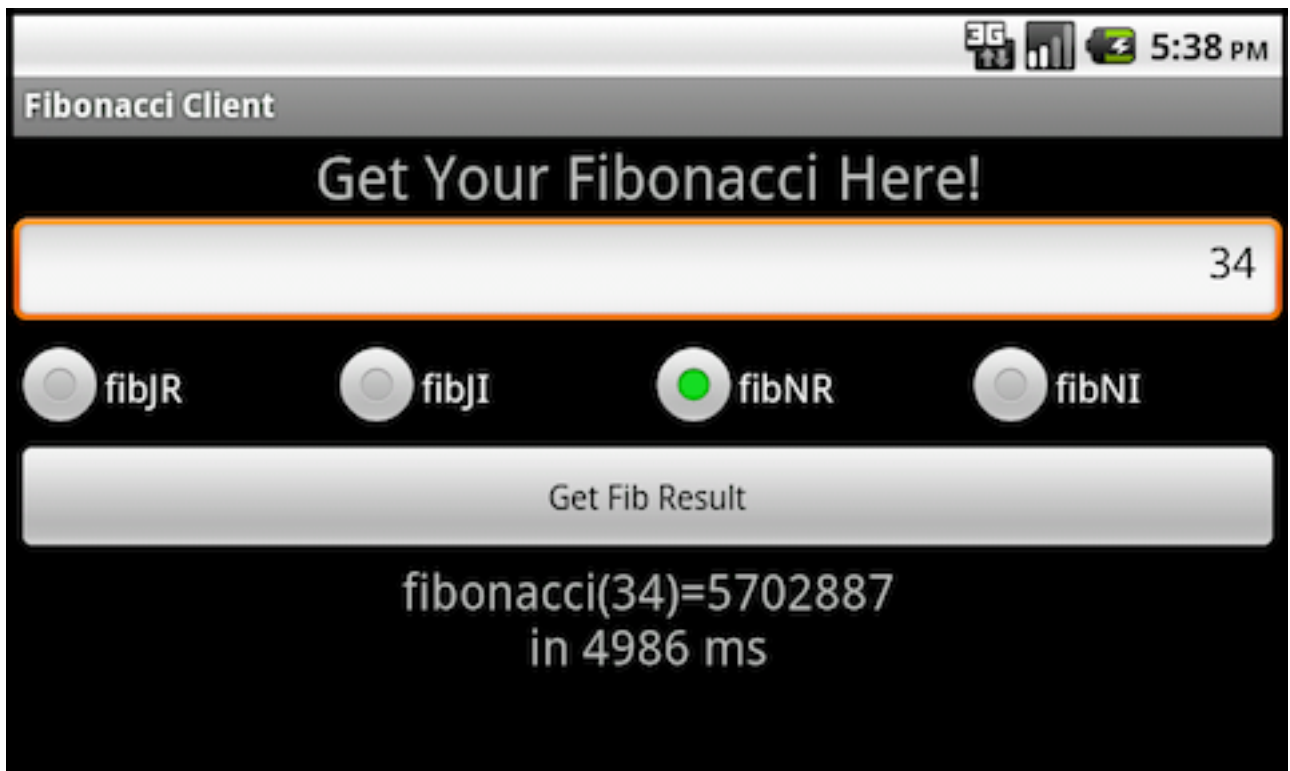 3G 5:38 PM
Fibonacci Client
Get Your Fibonacci Here!
34
fibJR fibJI fibNR fibNI
Get Fib Result
fibonacci(34)=5702887
in 4986 ms